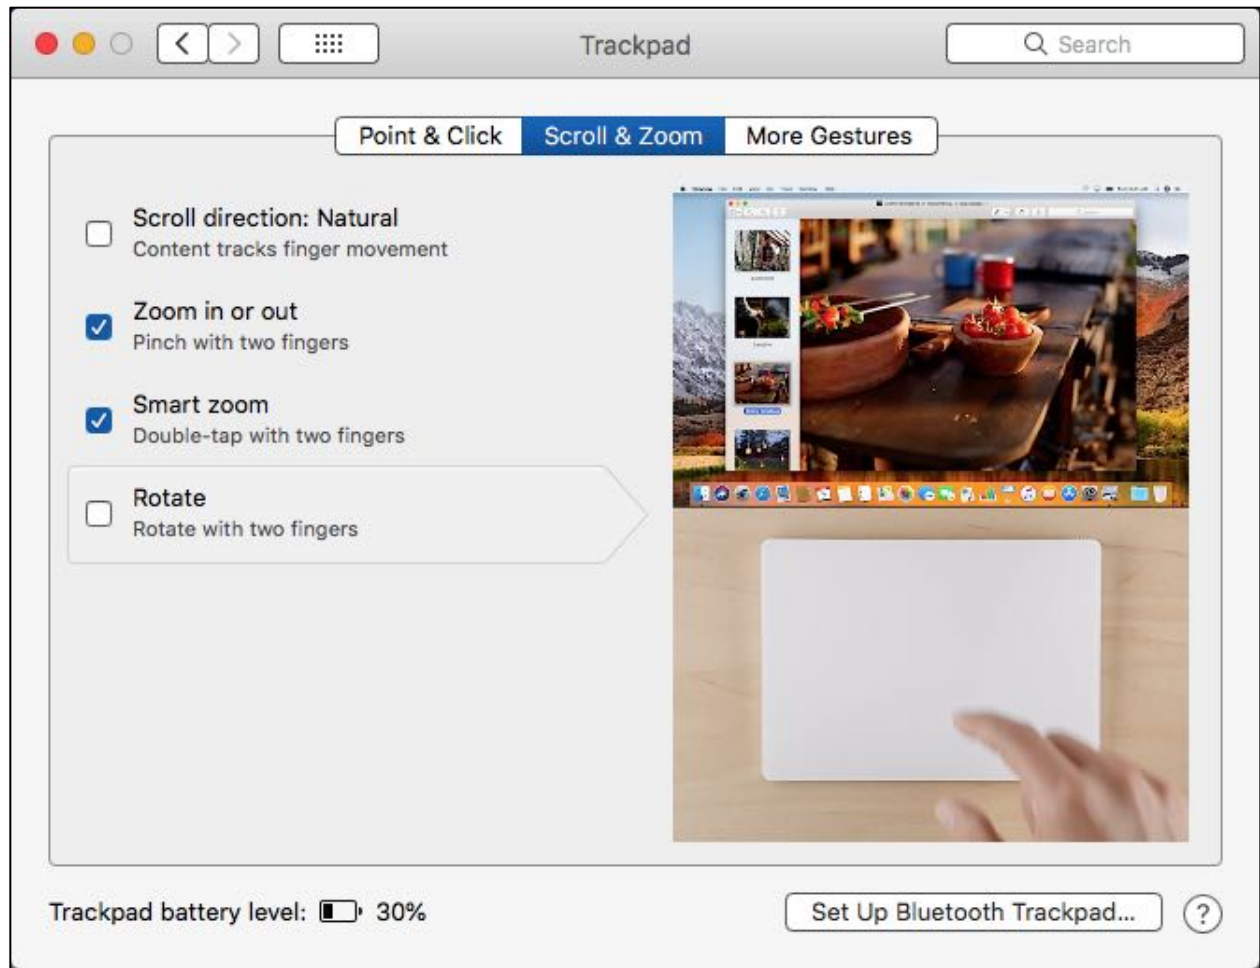 Trackpad
Search
Point & Click Scroll & Zoom More Gestures
Scroll direction: Natural
Content tracks finger movement
Zoom in or out
Pinch with two fingers
Smart zoom
Double-tap with two fingers
Rotate
Rotate with two fingers
Trackpad battery level: 30%
Set Up Bluetooth Trackpad... ?